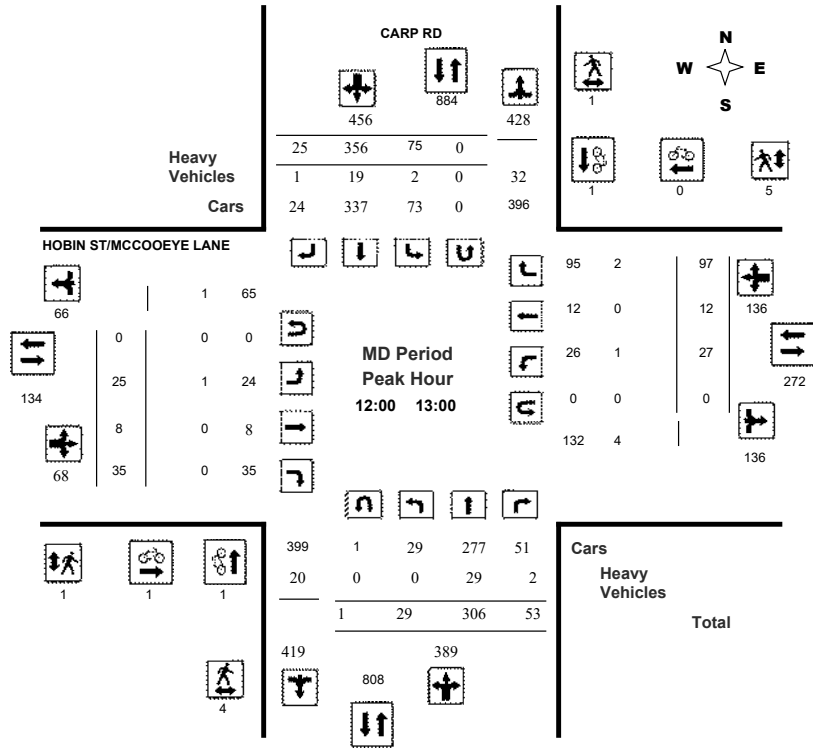 CARP RD
N
W E
S
884
1
456 428
25 356 75 0
Heavy
Vehicles
1 19 2 0 32
1 0 5
Cars 24 337 73 0 396
HOBIN ST/MCCOOEYE LANE
95 2 97
1 65
66
12 0 12 136
0 0 0
MD Period
Peak Hour
26 1 27
25 1 24
272
134
12:00 13:00
0 0 0
8 0 8
132 4
136
68 35 0 35
399 1 29 277 51 Cars
20 0 0 29 2 Heavy
Vehicles
1 1 1
1 29 306 53
Total
419 389
808
4